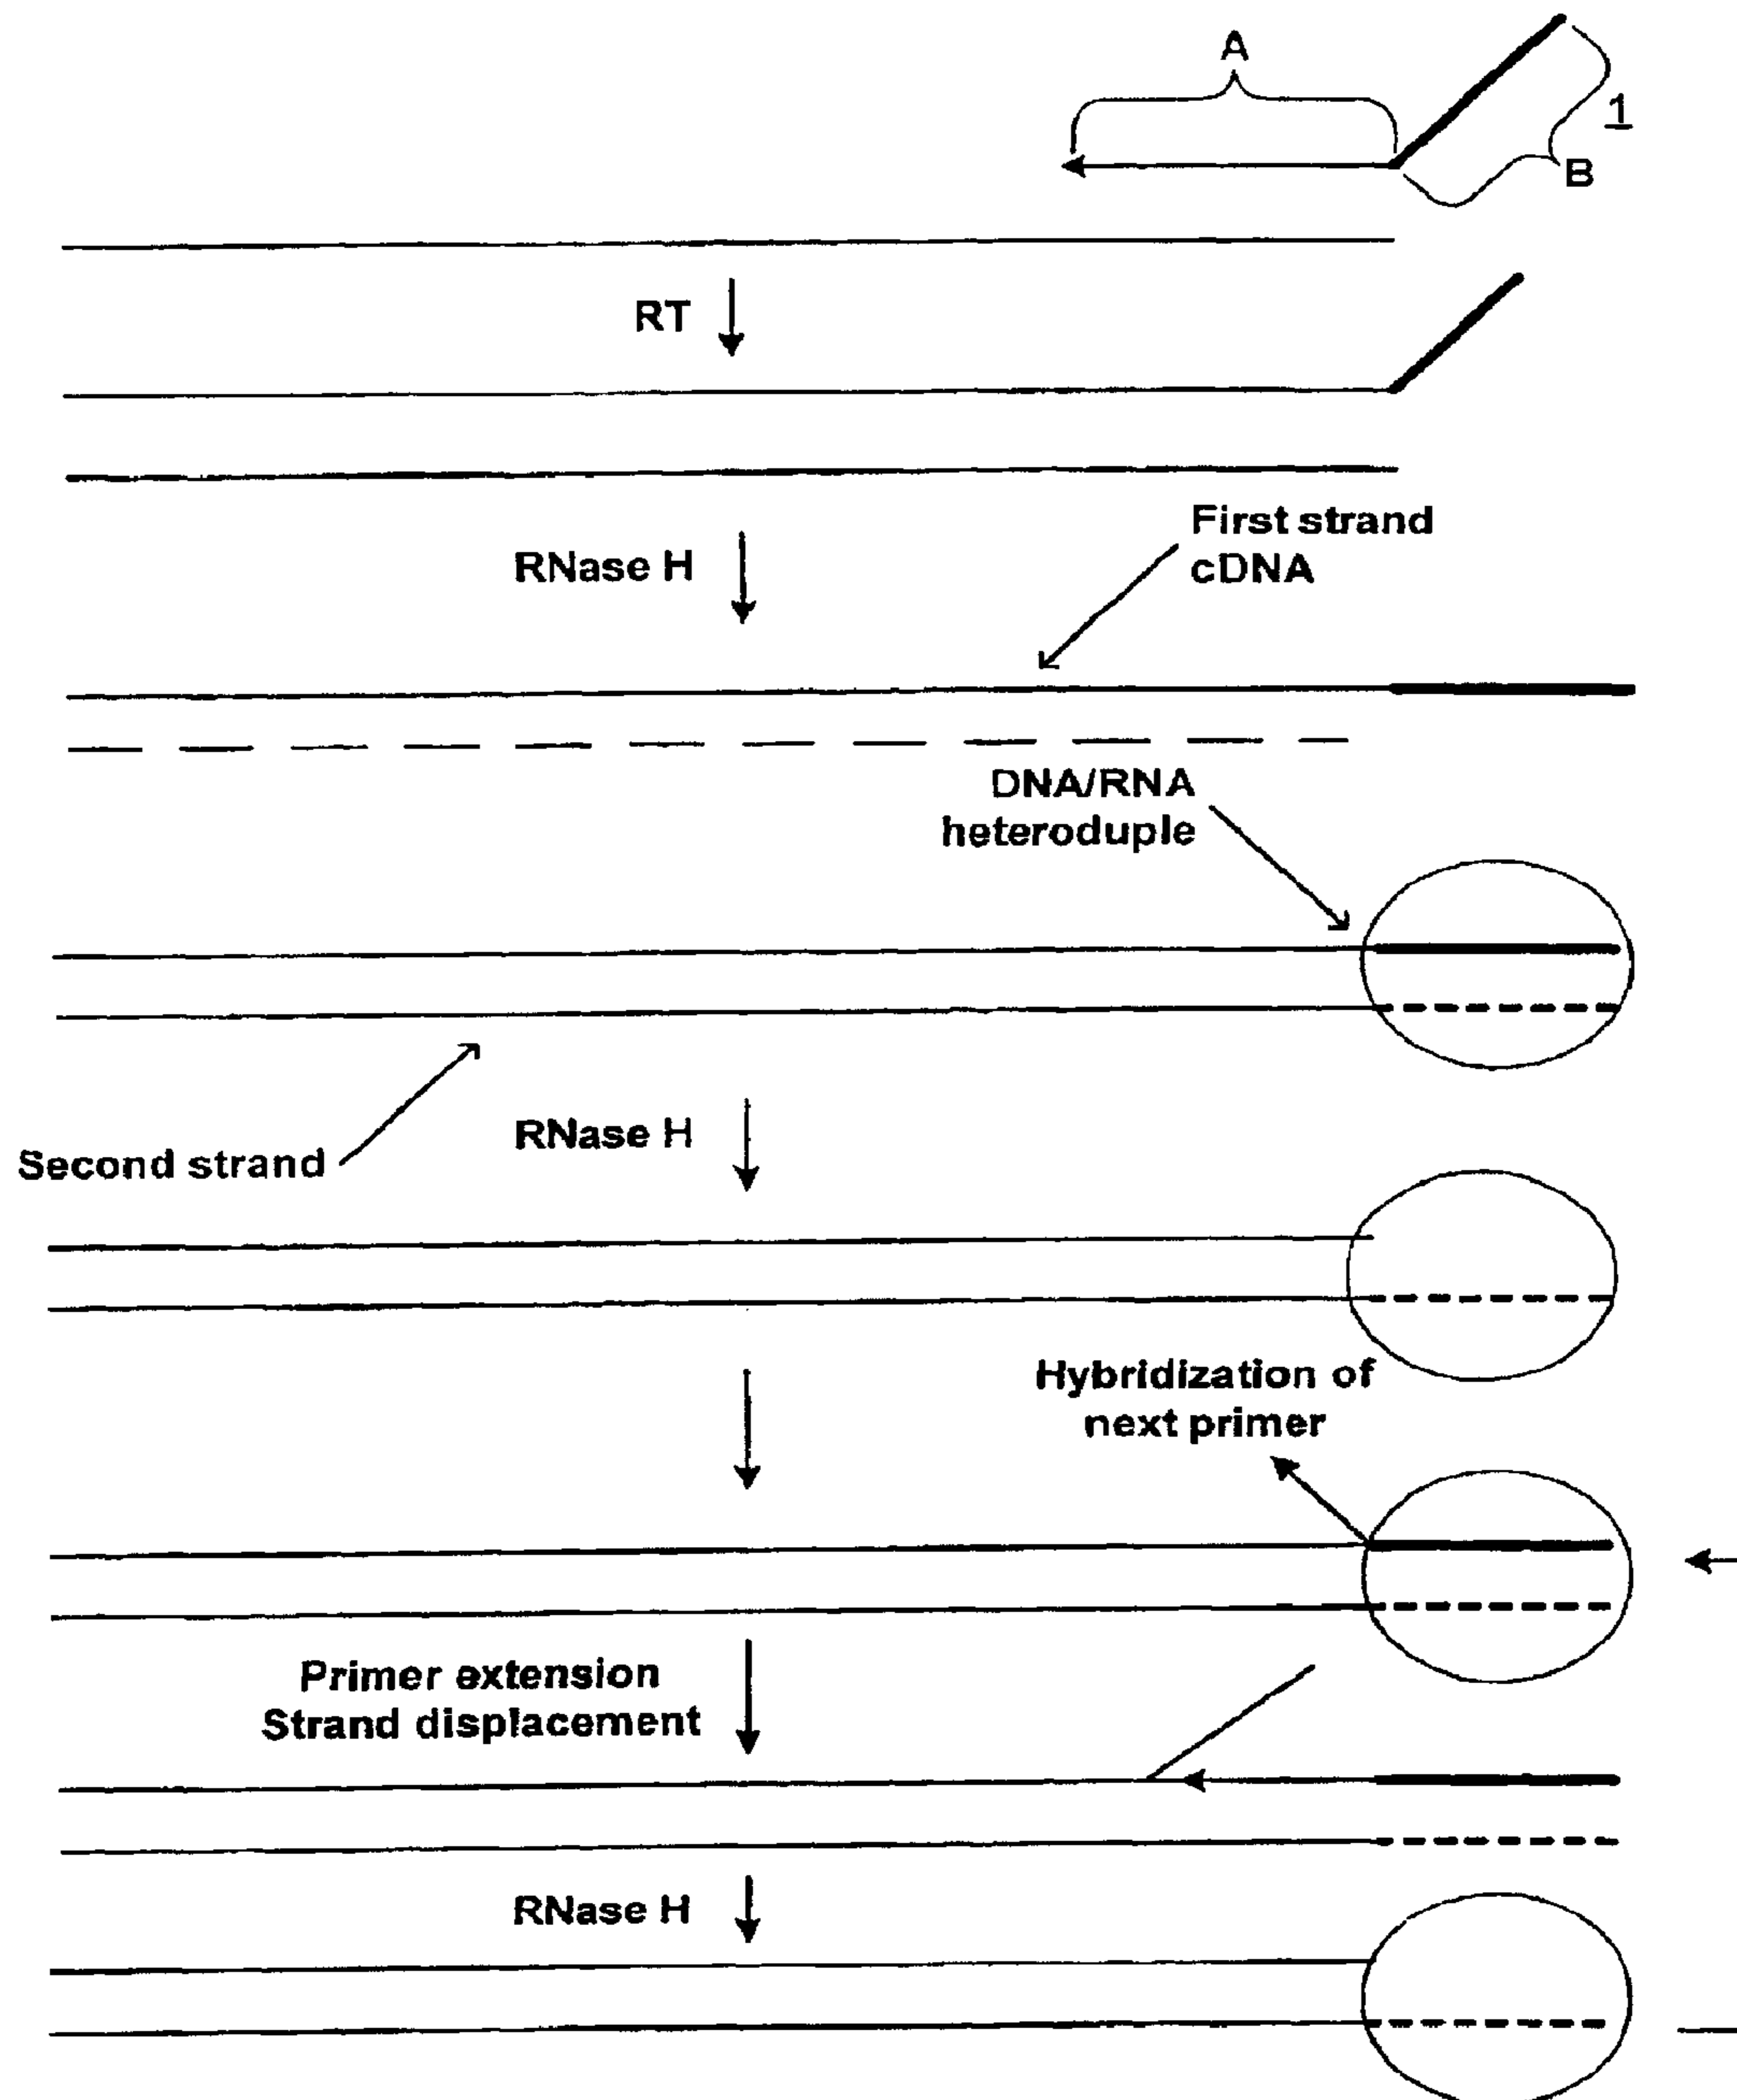 A
1
B
RT
First strand
cDNA
RNase H
DNA/RNA
heteroduple
RNase H
Second strand
Hybridization of
next primer
Primer extension
Strand displacement
RNase H